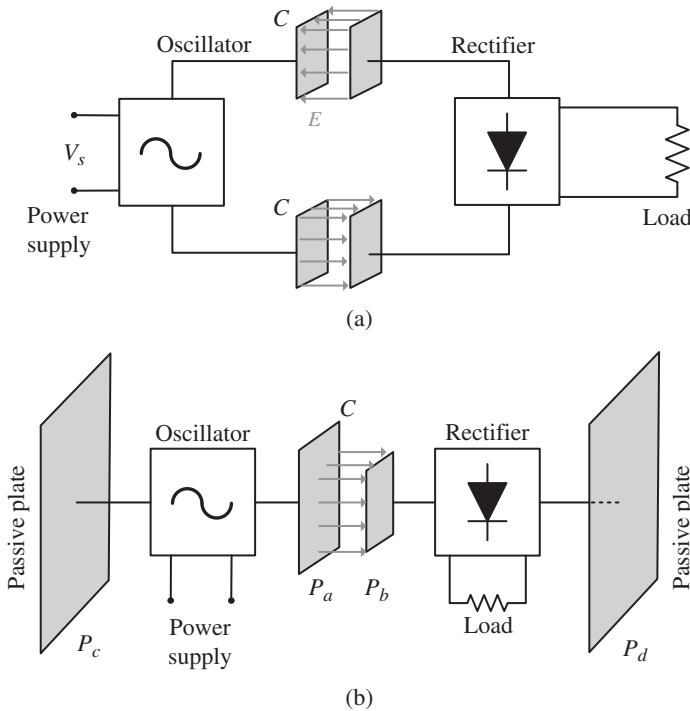 C
Oscillator
Rectifier
E
V_s
C
Power
supply
Load
(a)
C
Oscillator
Rectifier
Passive plate
Passive plate
P_a
P_b
Power
supply
Load
P_c
P_d
(b)